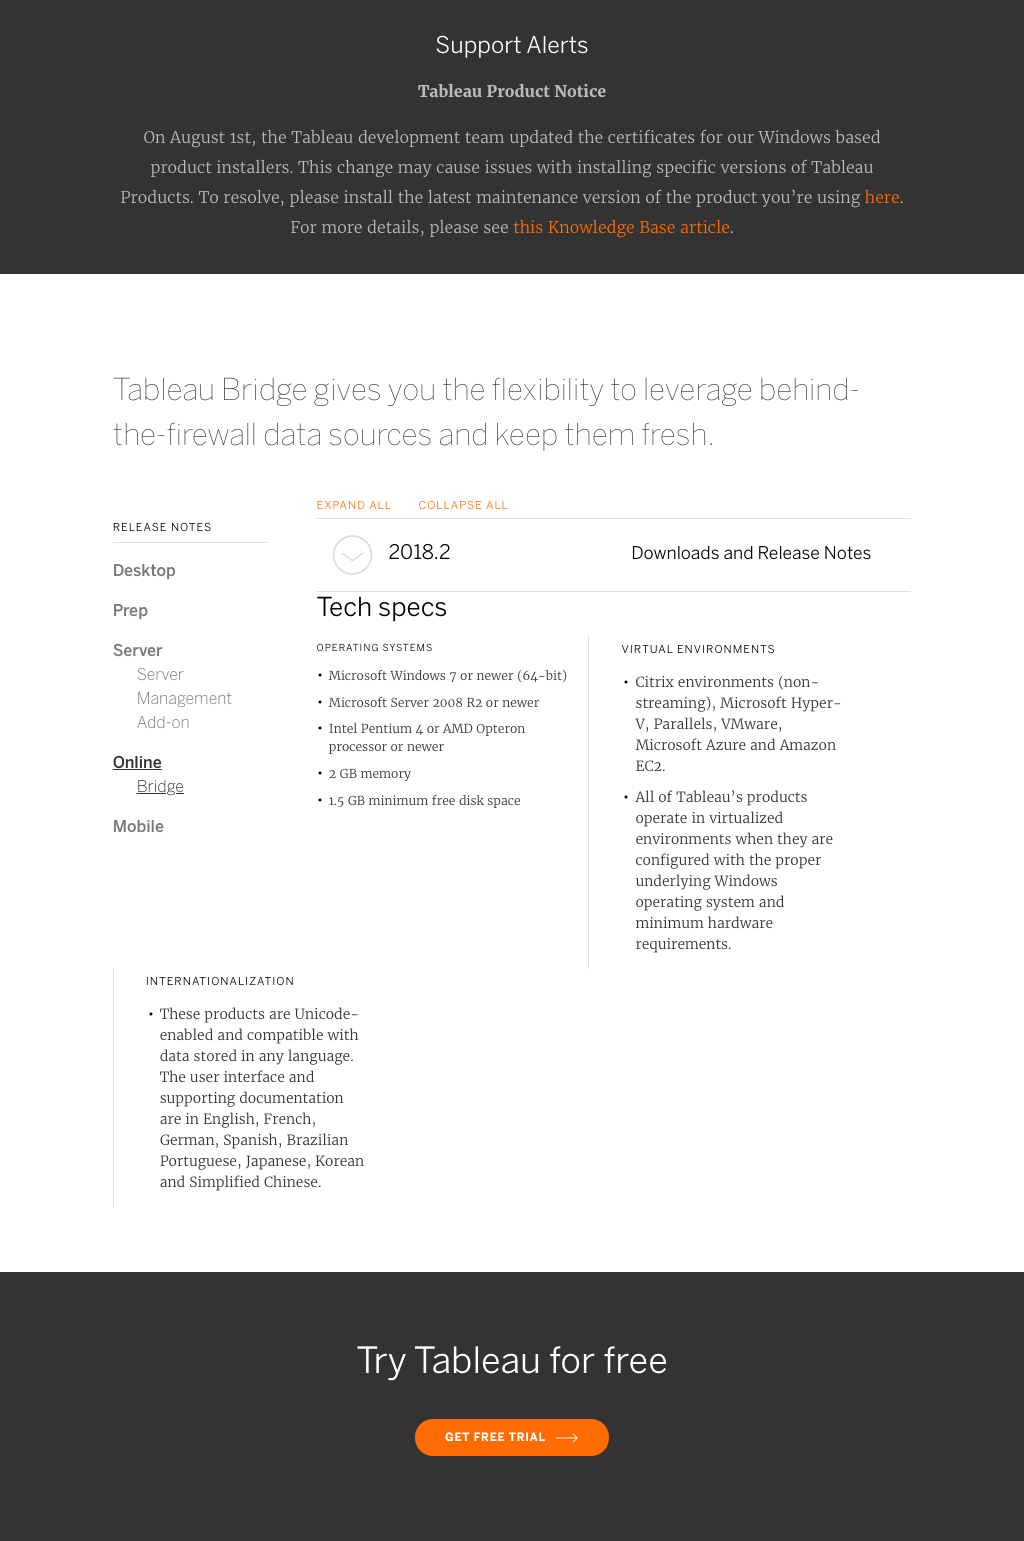 Support Alerts
Tableau Product Notice
On August 1st, the Tableau development team updated the certificates for our Windows based
product installers. This change may cause issues with installing specific versions of Tableau
Products. To resolve, please install the latest maintenance version of the product you’re using here.
For more details, please see this Knowledge Base article.
Tableau Bridge gives you the flexibility to leverage behind-
the-firewall data sources and keep them fresh.
RELEASE NOTES
Desktop
Prep
Server
Server
Management
Add-on
Online
Bridge
Mobile
EXPAND ALL COLLAPSE ALL
2018.2 Downloads and Release Notes
Tech specs
OPERATING SYSTEMS
• Microsoft Windows 7 or newer (64-bit)
• Microsoft Server 2008 R2 or newer
• Intel Pentium 4 or AMD Opteron
processor or newer
• 2 GB memory
• 1.5 GB minimum free disk space
VIRTUAL ENVIRONMENTS
• Citrix environments (non-
streaming), Microsoft Hyper-
V, Parallels, VMware,
Microsoft Azure and Amazon
EC2.
• All of Tableau’s products
operate in virtualized
environments when they are
configured with the proper
underlying Windows
operating system and
minimum hardware
requirements.
INTERNATIONALIZATION
• These products are Unicode-
enabled and compatible with
data stored in any language.
The user interface and
supporting documentation
are in English, French,
German, Spanish, Brazilian
Portuguese, Japanese, Korean
and Simplified Chinese.
Try Tableau for free
GET FREE TRIAL